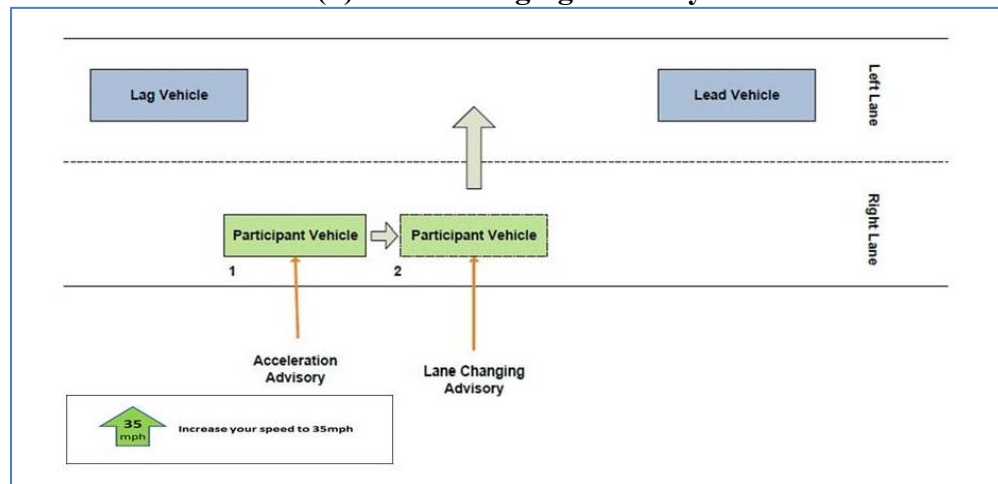 Lag Vehicle
Lead Vehicle
Left Lane
Participant Vehicle
Participant Vehicle
Right Lane
1
2
Acceleration
Advisory
Lane Changing
Advisory
35
mph
Increase your speed to 35mph